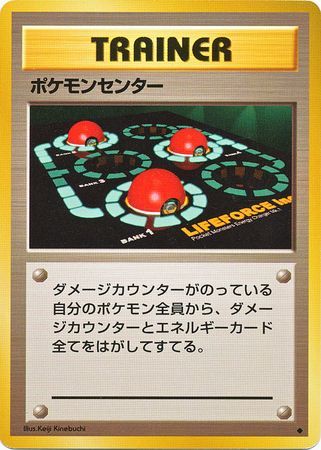 TRAINER
ポケモンセンター
BANK 3
BANK 1
LIFEFORCE Inc
Pocket Monsters Energy Charger Mk.1
ダメージカウンターがのっている
自分のポケモン全員から、ダメー
ジカウンターとエネルギーカード
全てをはがしてすてる。
Illus.Keiji Kinebuchi